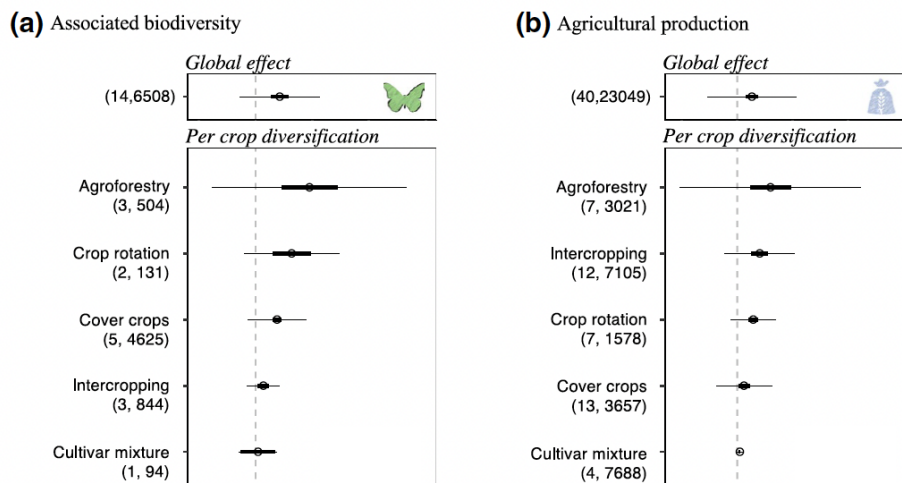 (a) Associated biodiversity
Global effect
(14,6508)
Per crop diversification
Agroforestry
(3, 504)
Crop rotation
(2, 131)
Cover crops
(5, 4625)
Intercropping
(3, 844)
Cultivar mixture
(1, 94)
(b) Agricultural production
Global effect
(40,23049)
Per crop diversification
Agroforestry
(7, 3021)
Intercropping
(12, 7105)
Crop rotation
(7, 1578)
Cover crops
(13, 3657)
Cultivar mixture
(4, 7688)